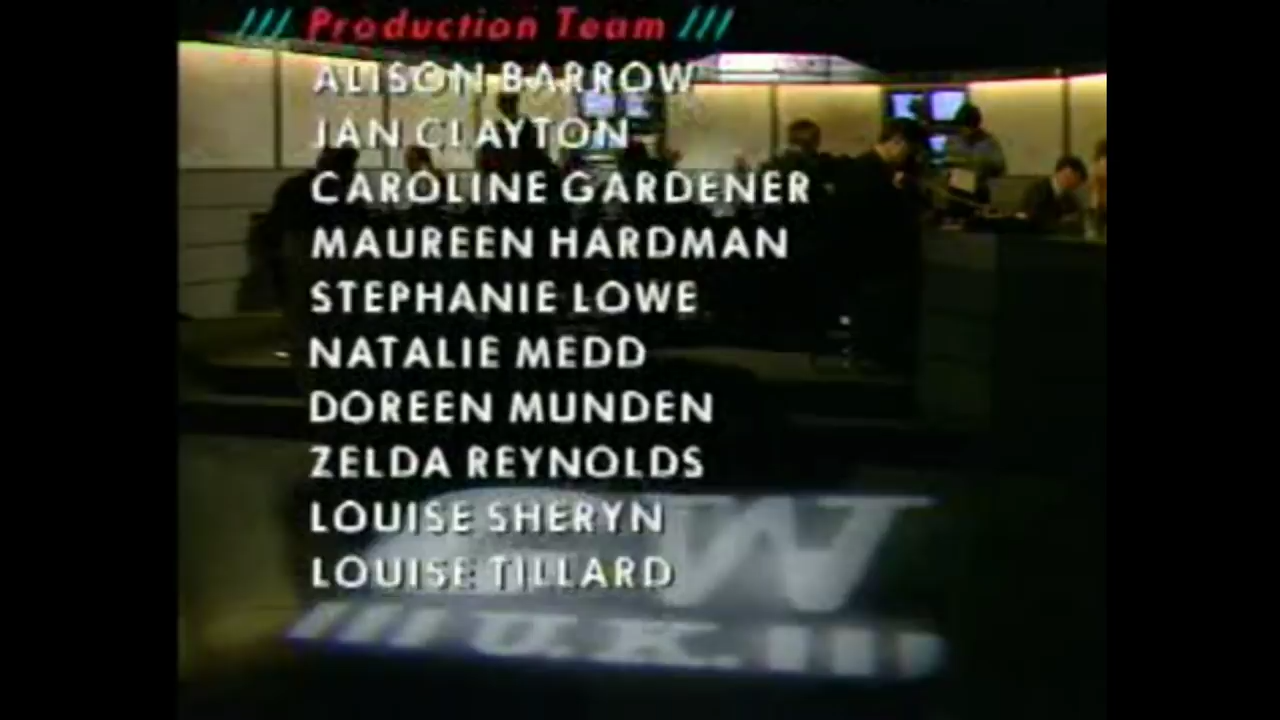 /// Production Team ///
ALISON BARROW
JAN CLAYTON
CAROLINE GARDENER
MAUREEN HARDMAN
STEPHANIE LOWE
NATALIE MEDD
DOREEN MUNDEN
ZELDA REYNOLDS
LOUISE SHERYN
LOUISE TILLARD
CW
/// U.K. ///